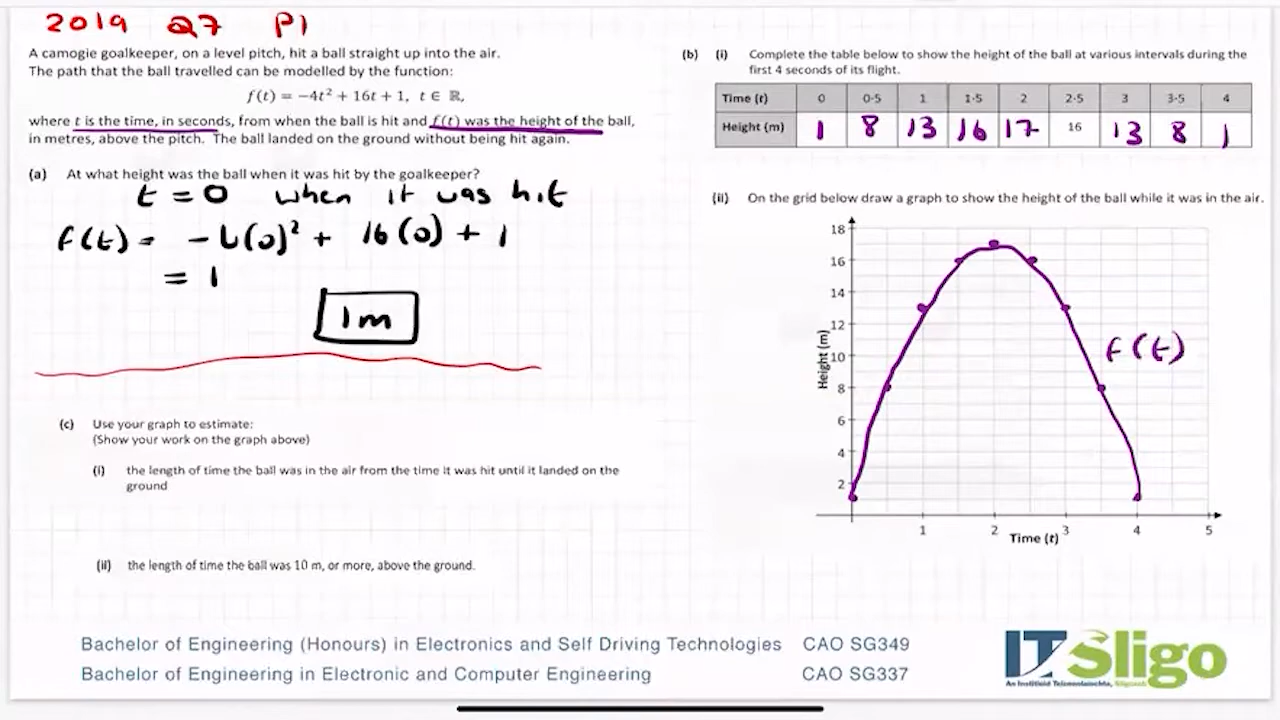 2019 Q7 P1
A camogie goalkeeper, on a level pitch, hit a ball straight up into the air.
The path that the ball travelled can be modelled by the function:
f(t) = −4t² + 16t + 1, t ∈ ℝ,
where t is the time, in seconds, from when the ball is hit and f(t) was the height of the ball,
in metres, above the pitch. The ball landed on the ground without being hit again.
(a) At what height was the ball when it was hit by the goalkeeper?
t = 0 when it was hit
f(t) = -4(0)² + 16(0) + 1
= 1
1m
(c) Use your graph to estimate:
(Show your work on the graph above)
(i) the length of time the ball was in the air from the time it was hit until it landed on the
ground
(ii) the length of time the ball was 10 m, or more, above the ground.
(b) (i) Complete the table below to show the height of the ball at various intervals during the
first 4 seconds of its flight.
Time (t) 0 0·5 1 1·5 2 2·5 3 3·5 4
Height (m) 1 8 13 16 17 16 13 8 1
(ii) On the grid below draw a graph to show the height of the ball while it was in the air.
18
16
14
12
10
8
6
4
2
Height (m)
f(t)
1 2 3 4 5
Time (t)
Bachelor of Engineering (Honours) in Electronics and Self Driving Technologies CAO SG349
Bachelor of Engineering in Electronic and Computer Engineering CAO SG337
IT Sligo
An Institiúid Teicneolaíochta, Sligeach